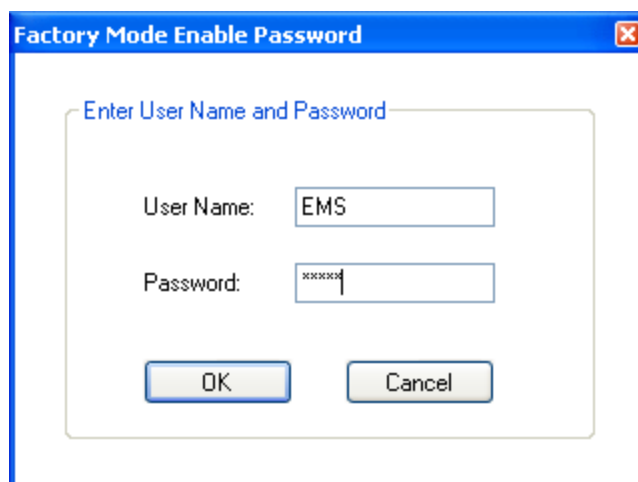 Factory Mode Enable Password
Enter User Name and Password
User Name: EMS
Password: *****
OK Cancel